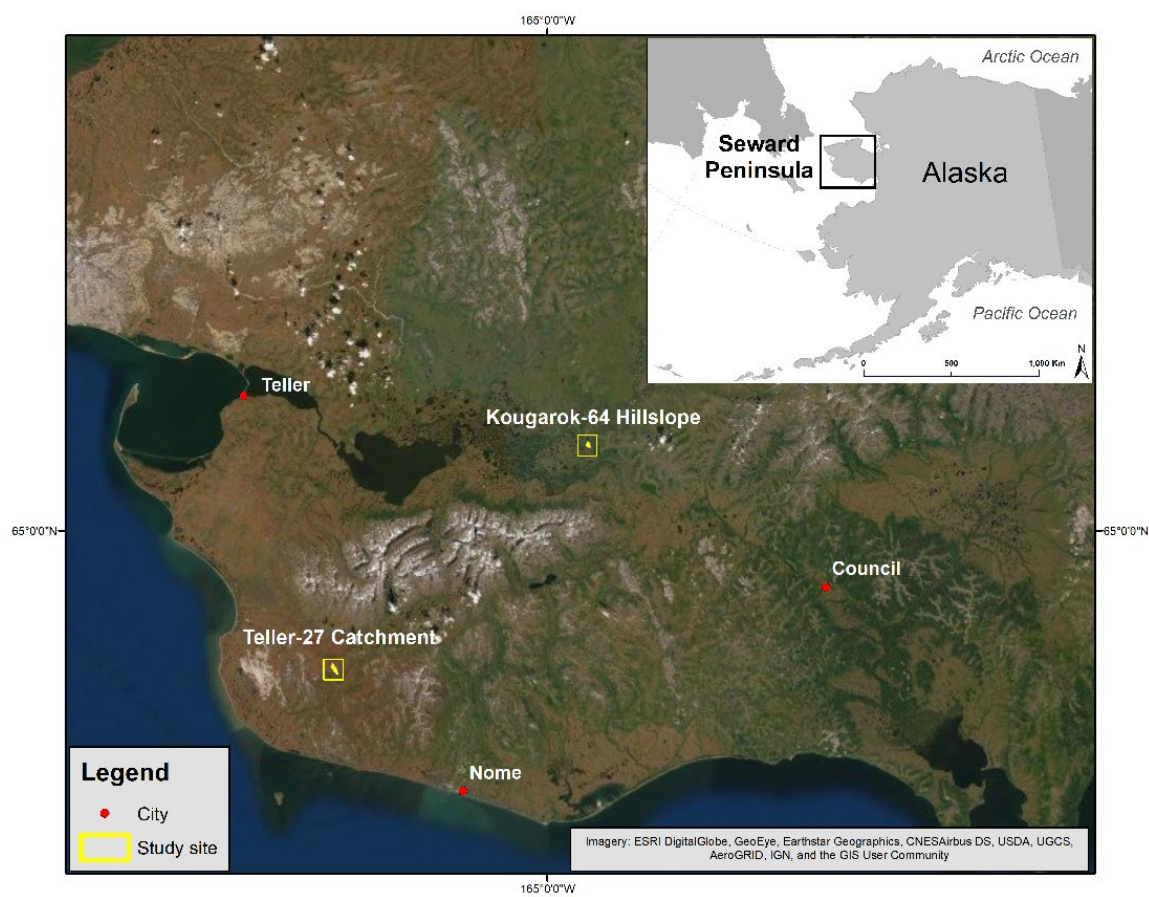 165°0'0"W
Arctic Ocean
Seward
Peninsula
Alaska
Pacific Ocean
N
0 500 1,000 Km
Teller
Kougarok-64 Hillslope
65°0'0"N
65°0'0"N
Council
Teller-27 Catchment
Nome
Legend
City
Study site
Imagery: ESRI DigitalGlobe, GeoEye, Earthstar Geographics, CNESAirbus DS, USDA, UGCS,
AeroGRID, IGN, and the GIS User Community
165°0'0"W